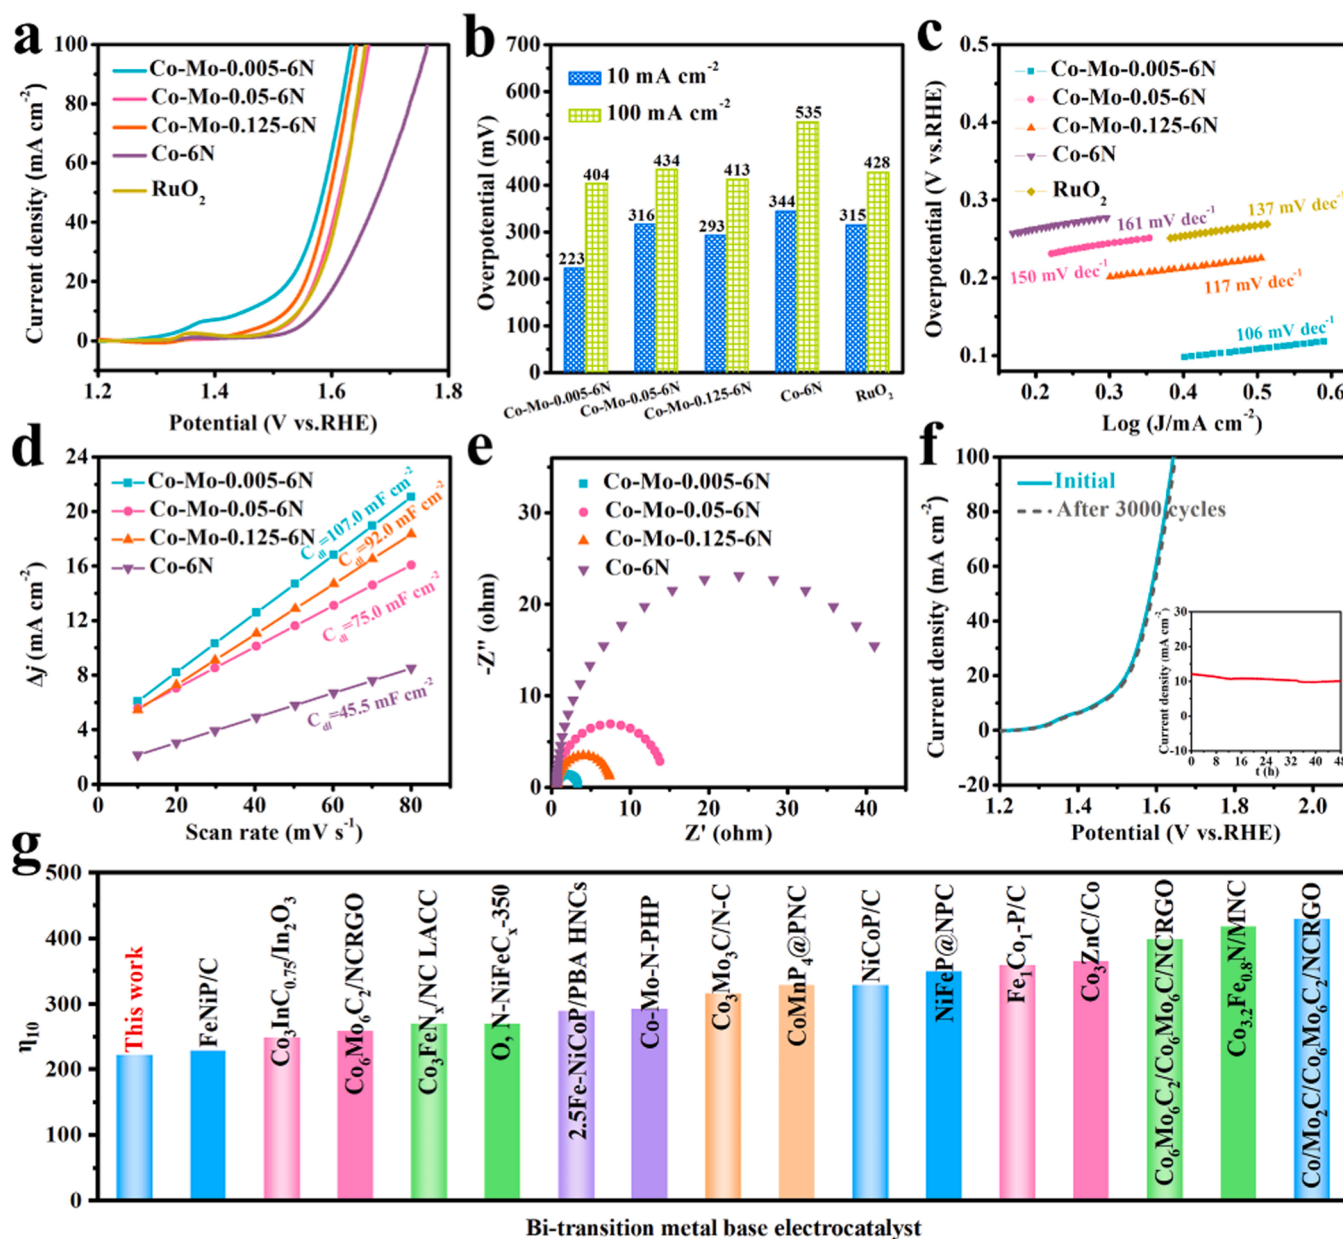 a
Co-Mo-0.005-6N
Co-Mo-0.05-6N
Co-Mo-0.125-6N
Co-6N
RuO₂
Current density (mA cm⁻²)
100
80
60
40
20
0
1.2
1.4
1.6
1.8
Potential (V vs.RHE)
b
10 mA cm⁻²
100 mA cm⁻²
Overpotential (mV)
700
600
500
400
300
200
100
0
223
404
316
434
293
413
344
535
315
428
Co-Mo-0.005-6N
Co-Mo-0.05-6N
Co-Mo-0.125-6N
Co-6N
RuO₂
c
Co-Mo-0.005-6N
Co-Mo-0.05-6N
Co-Mo-0.125-6N
Co-6N
RuO₂
Overpotential (V vs.RHE)
0.5
0.4
0.3
0.2
0.1
161 mV dec⁻¹
137 mV dec⁻¹
150 mV dec⁻¹
117 mV dec⁻¹
106 mV dec⁻¹
0.2
0.3
0.4
0.5
0.6
Log (J/mA cm⁻²)
d
Co-Mo-0.005-6N
Co-Mo-0.05-6N
Co-Mo-0.125-6N
Co-6N
Δj (mA cm⁻²)
24
20
16
12
8
4
0
C_dl=107.0 mF cm⁻²
C_dl=92.0 mF cm⁻²
C_dl=75.0 mF cm⁻²
C_dl=45.5 mF cm⁻²
0
20
40
60
80
Scan rate (mV s⁻¹)
e
Co-Mo-0.005-6N
Co-Mo-0.05-6N
Co-Mo-0.125-6N
Co-6N
-Z'' (ohm)
30
20
10
0
0
10
20
30
40
Z' (ohm)
f
Initial
After 3000 cycles
Current density (mA cm⁻²)
100
80
60
40
20
0
-20
1.2
1.4
1.6
1.8
2.0
Potential (V vs.RHE)
Current density (mA cm⁻²)
30
20
10
0
-10
0
8
16
24
32
40
48
t (h)
g
η₁₀
500
400
300
200
100
0
This work
FeNiP/C
Co₃InC₀.₇₅/In₂O₃
Co₆Mo₆C₂/NCRGO
Co₃FeNₓ/NC LACC
O, N-NiFeCₓ-350
2.5Fe-NiCoP/PBA HNCs
Co-Mo-N-PHP
Co₃Mo₃C/N-C
CoMnP₄@PNC
NiCoP/C
NiFeP@NPC
Fe₁Co₁-P/C
Co₃ZnC/Co
Co₆Mo₆C₂/Co₆Mo₆C/NCRGO
Co₃.₂Fe₀.₈N/MNC
Co/Mo₂C/Co₆Mo₆C₂/NCRGO
Bi-transition metal base electrocatalyst